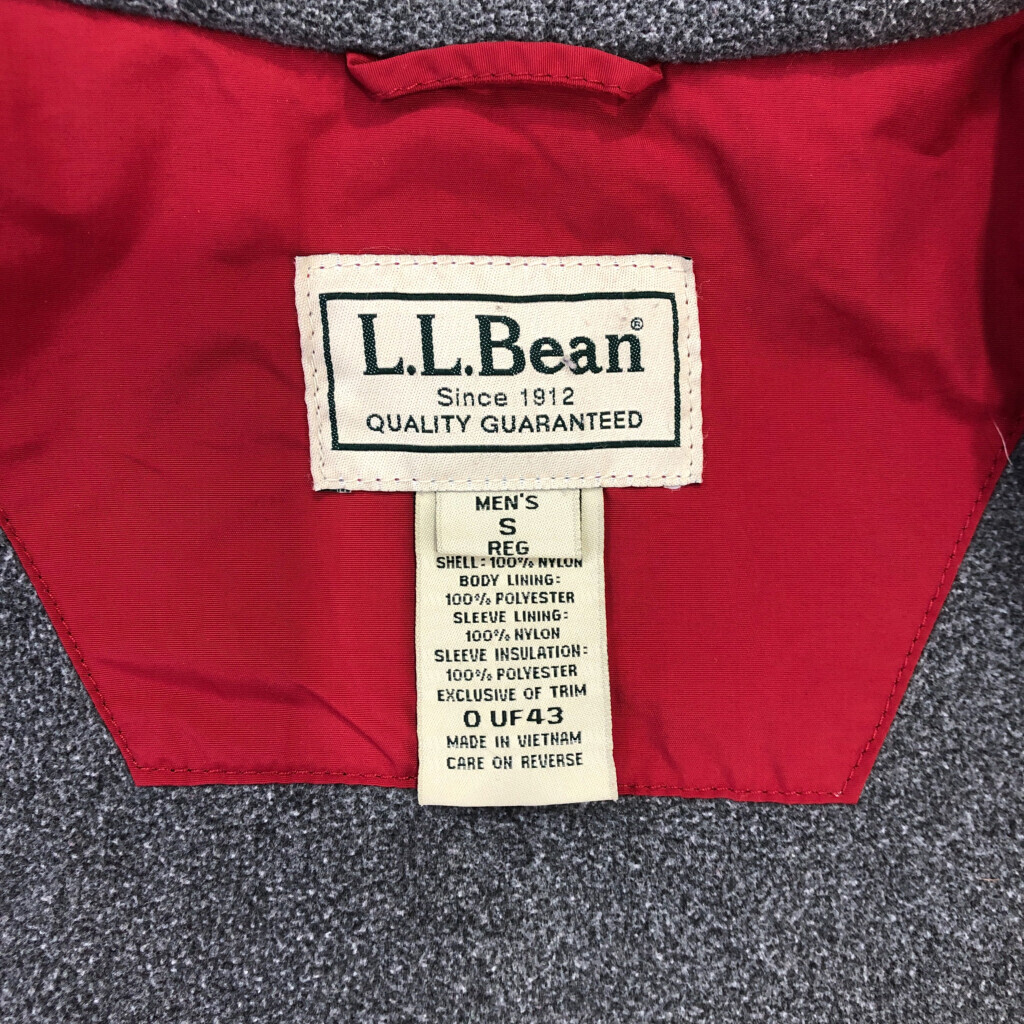 L.L.Bean®
Since 1912
QUALITY GUARANTEED
MEN'S
S
REG
SHELL: 100% NYLON
BODY LINING:
100% POLYESTER
SLEEVE LINING:
100% NYLON
SLEEVE INSULATION:
100% POLYESTER
EXCLUSIVE OF TRIM
0 UF43
MADE IN VIETNAM
CARE ON REVERSE